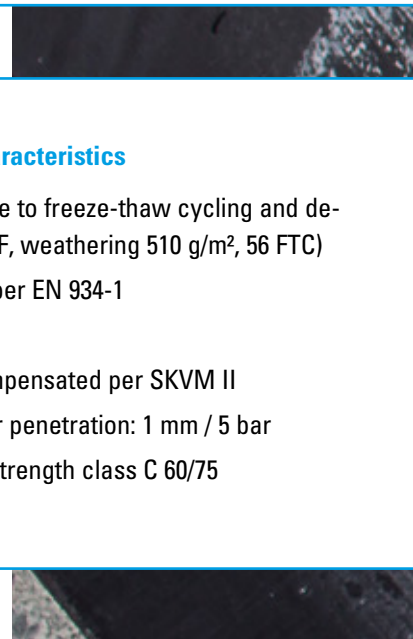 racteristics
e to freeze-thaw cycling and de-
F, weathering 510 g/m², 56 FTC)
per EN 934-1
pensated per SKVM II
r penetration: 1 mm / 5 bar
trength class C 60/75